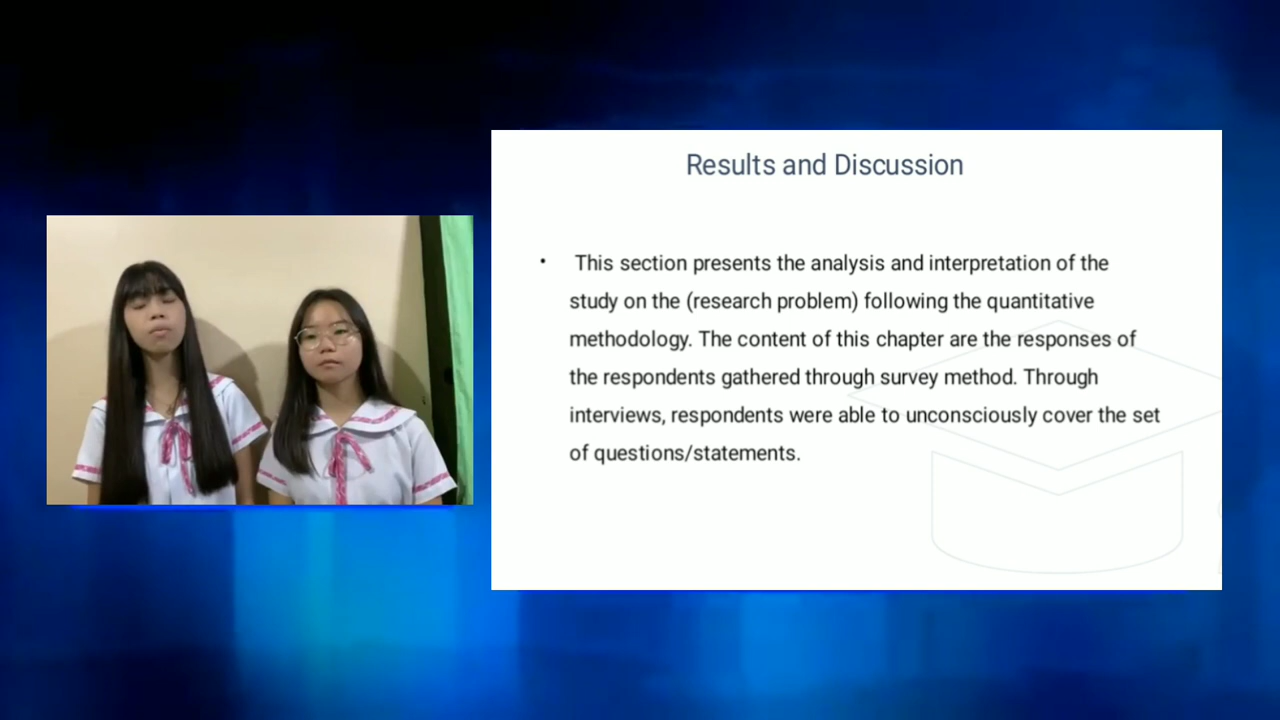 Results and Discussion
• This section presents the analysis and interpretation of the
study on the (research problem) following the quantitative
methodology. The content of this chapter are the responses of
the respondents gathered through survey method. Through
interviews, respondents were able to unconsciously cover the set
of questions/statements.